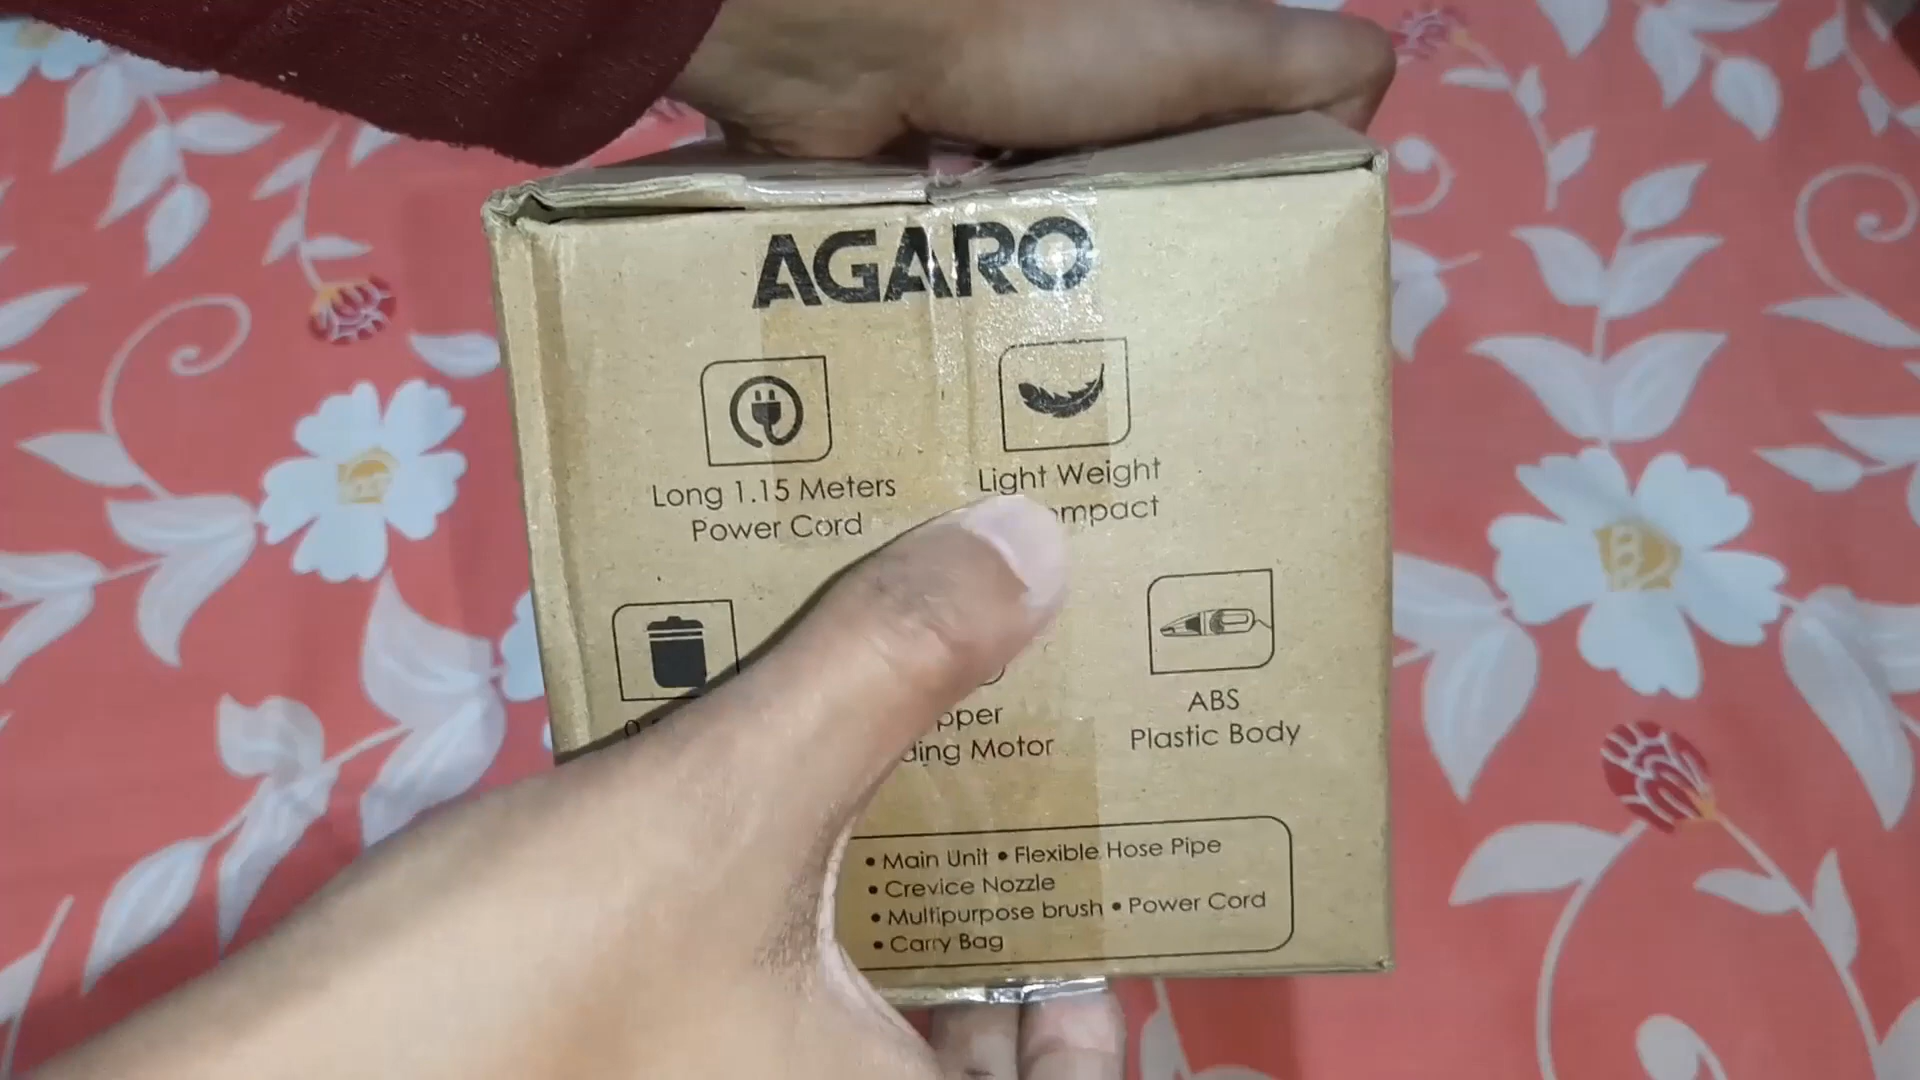 AGARO
Long 1.15 Meters
Power Cord
Light Weight
ABS
Plastic Body
Motor
• Main Unit • Flexible Hose Pipe
• Crevice Nozzle
• Multipurpose brush • Power Cord
• Carry Bag